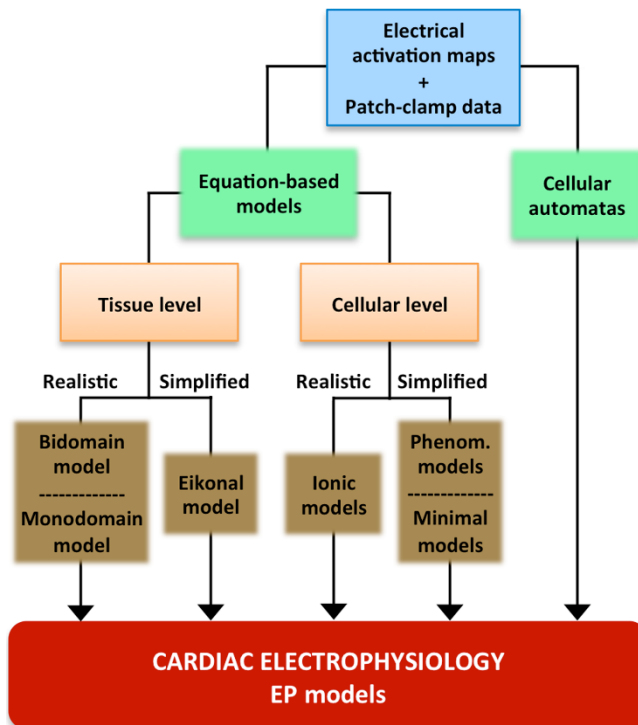 Electrical
activation maps
+
Patch-clamp data
Equation-based
models
Cellular
automatas
Tissue level
Cellular level
Realistic
Simplified
Realistic
Simplified
Bidomain
model
-------------
Monodomain
model
Eikonal
model
Ionic
models
Phenom.
models
-------------
Minimal
models
CARDIAC ELECTROPHYSIOLOGY
EP models